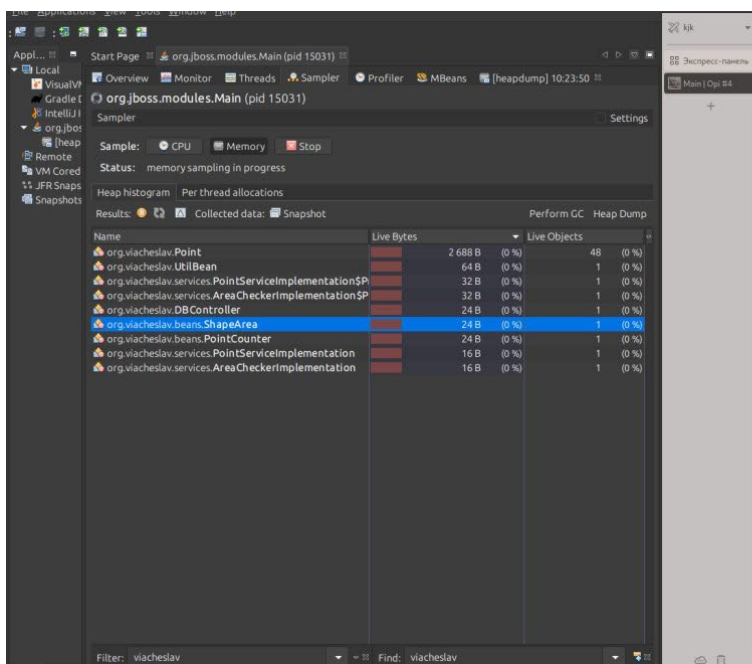 File Applications View Tools Window Help
Appl...
Start Page
org.jboss.modules.Main (pid 15031)
Local
VisualVM
Gradle D
IntelliJ I
org.jbos
[heap
Remote
VM Cored
JFR Snaps
Snapshots
Overview Monitor Threads Sampler Profiler MBeans [heapdump] 10:23:50
org.jboss.modules.Main (pid 15031)
Sampler Settings
Sample: CPU Memory Stop
Status: memory sampling in progress
Heap histogram Per thread allocations
Results: Collected data: Snapshot Perform GC Heap Dump
Name Live Bytes Live Objects
org.viacheslav.Point 2 688 B (0 %) 48 (0 %)
org.viacheslav.UtilBean 64 B (0 %) 1 (0 %)
org.viacheslav.services.PointServiceImplementation$P 32 B (0 %) 1 (0 %)
org.viacheslav.services.AreaCheckerImplementation$P 32 B (0 %) 1 (0 %)
org.viacheslav.DBController 24 B (0 %) 1 (0 %)
org.viacheslav.beans.ShapeArea 24 B (0 %) 1 (0 %)
org.viacheslav.beans.PointCounter 24 B (0 %) 1 (0 %)
org.viacheslav.services.PointServiceImplementation 16 B (0 %) 1 (0 %)
org.viacheslav.services.AreaCheckerImplementation 16 B (0 %) 1 (0 %)
Filter: viacheslav Find: viacheslav
kjk
Экспресс-панель
Main | Opi #4